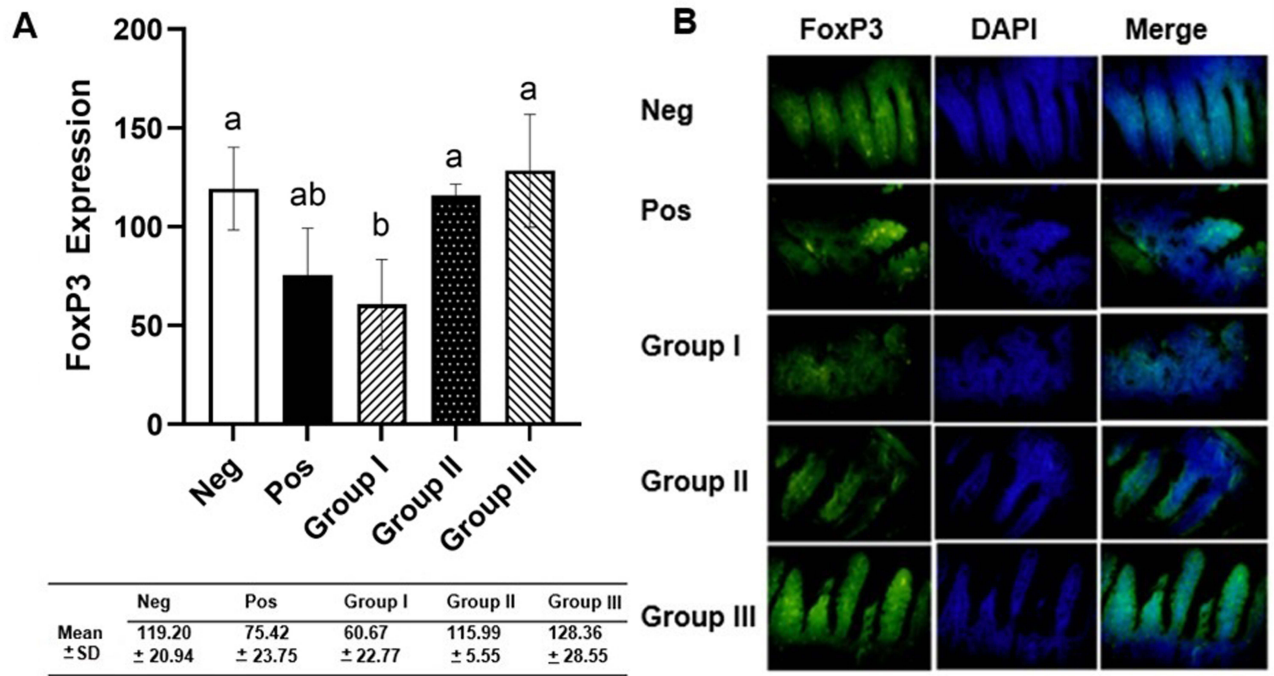 A
FoxP3 Expression
200
150
100
50
0
a
ab
b
a
a
Neg
Pos
Group I
Group II
Group III
Neg Pos Group I Group II Group III
Mean 119.20 75.42 60.67 115.99 128.36
± SD ± 20.94 ± 23.75 ± 22.77 ± 5.55 ± 28.55
B
FoxP3 DAPI Merge
Neg
Pos
Group I
Group II
Group III